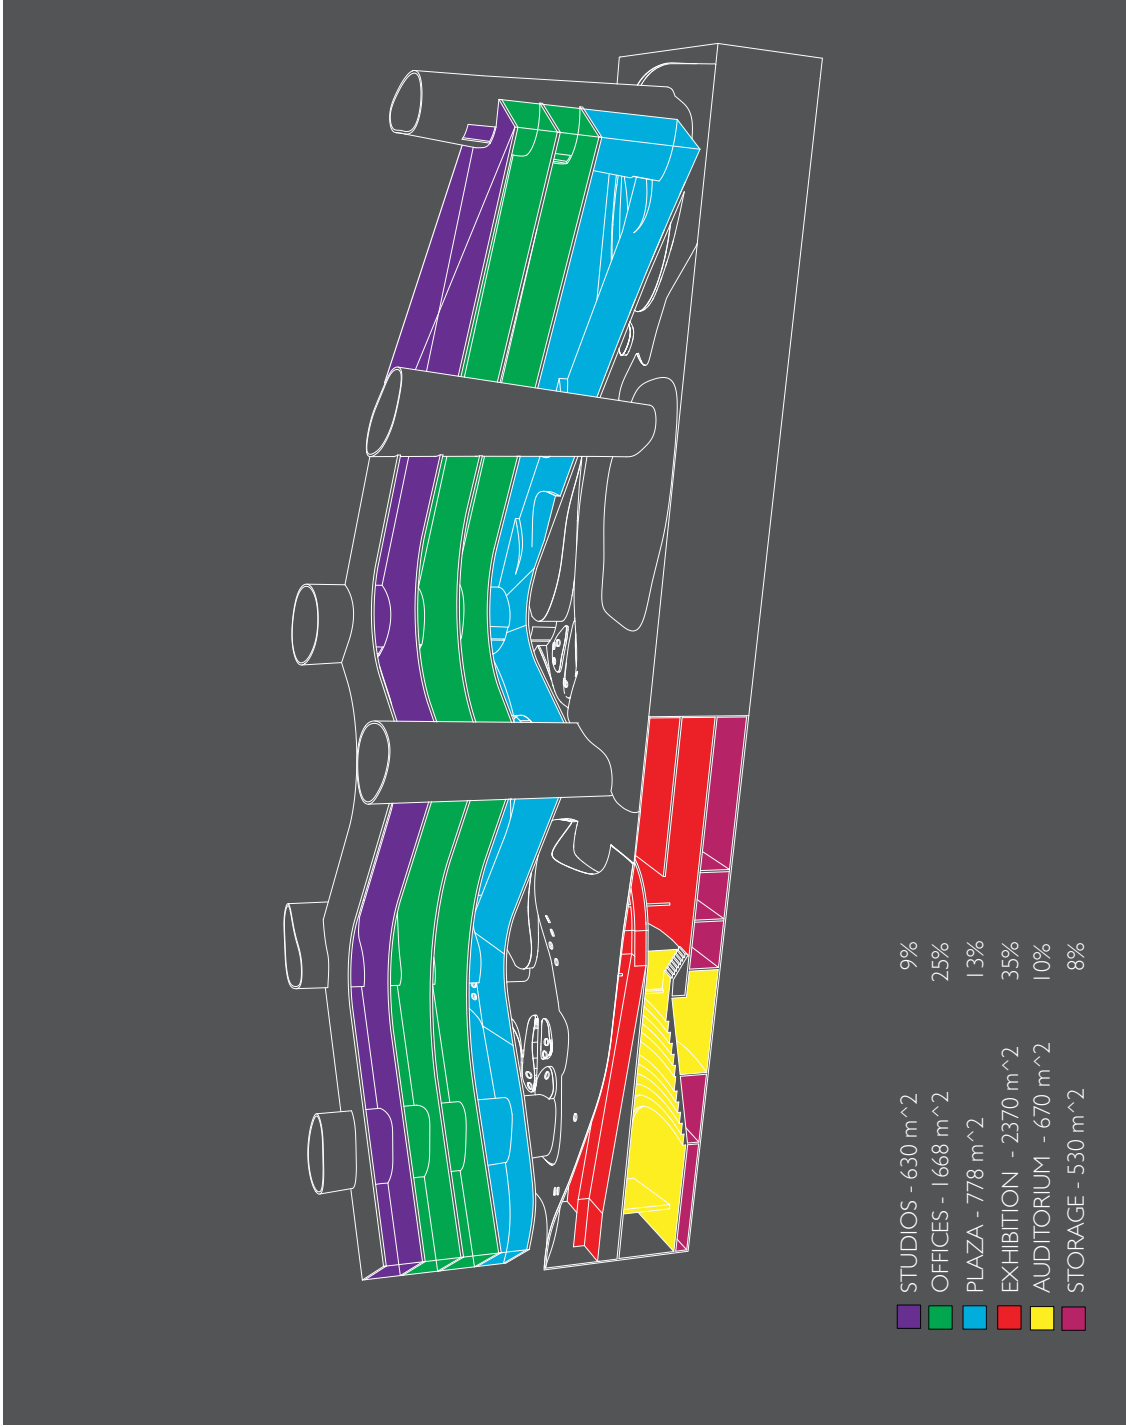 STUDIOS - 630 m^2 9%
OFFICES - 1668 m^2 25%
PLAZA - 778 m^2 13%
EXHIBITION - 2370 m^2 35%
AUDITORIUM - 670 m^2 10%
STORAGE - 530 m^2 8%